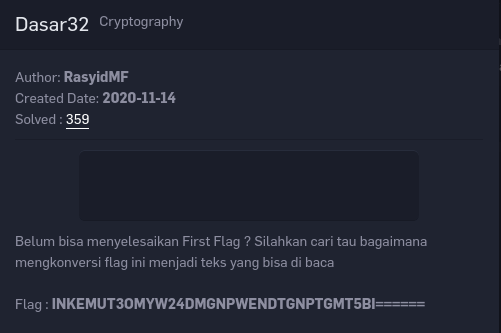 Dasar32 Cryptography
Author: RasyidMF
Created Date: 2020-11-14
Solved : 359
Belum bisa menyelesaikan First Flag ? Silahkan cari tau bagaimana
mengkonversi flag ini menjadi teks yang bisa di baca
Flag : INKEMUT3OMYW24DMGNPWENDTGNPTGMT5BI======